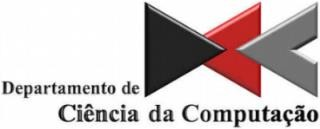 Departamento de
Ciência da Computação